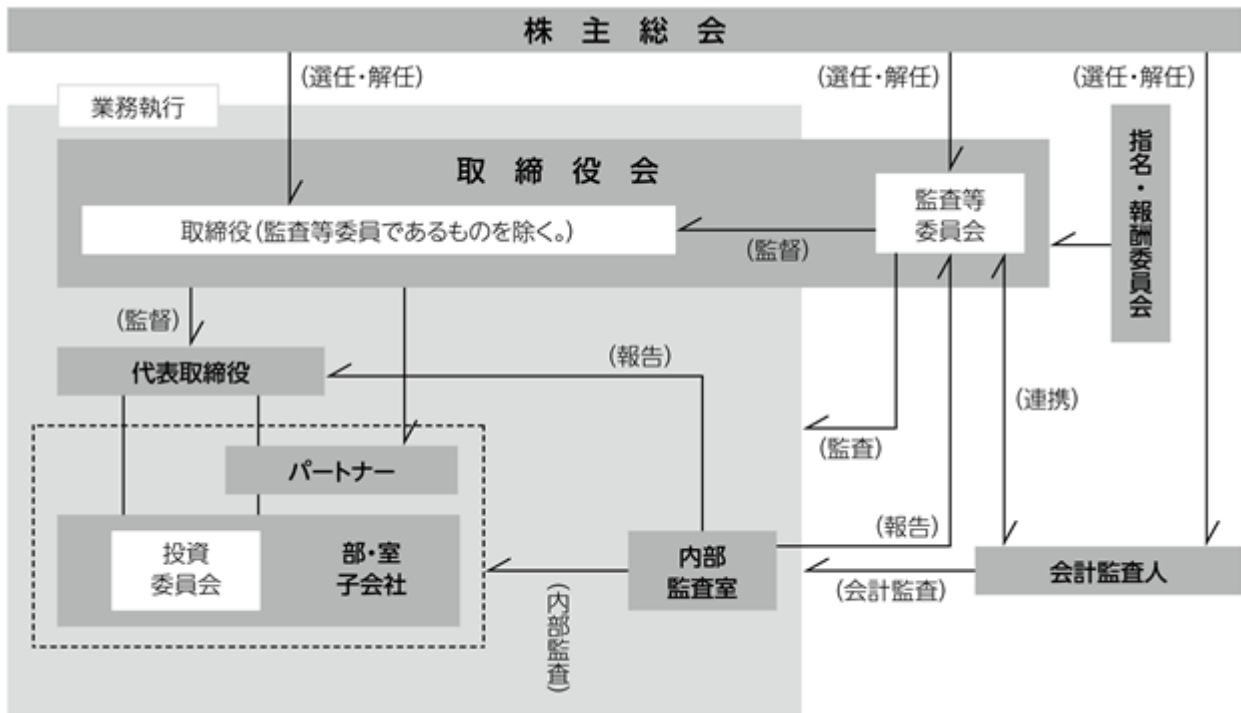 株主総会
(選任・解任)
(選任・解任)
(選任・解任)
業務執行
取締役会
指名・報酬委員会
取締役(監査等委員であるものを除く。)
監査等
委員会
(監督)
(監督)
代表取締役
(報告)
(連携)
(監査)
パートナー
投資
委員会
部・室
子会社
(内部監査)
内部
監査室
(報告)
(会計監査)
会計監査人